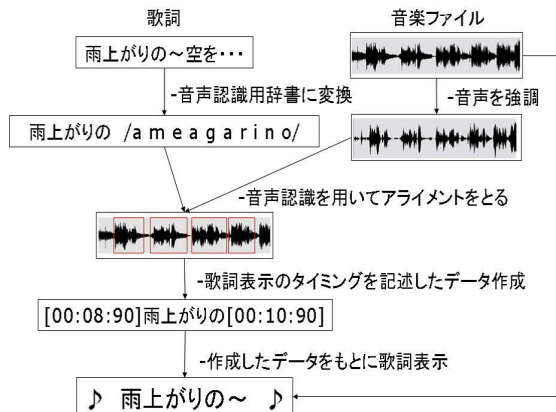 歌詞
音楽ファイル
雨上がりの～空を･･･
-音声認識用辞書に変換
-音声を強調
雨上がりの /a m e a g a r i n o/
-音声認識を用いてアライメントをとる
-歌詞表示のタイミングを記述したデータ作成
[00:08:90]雨上がりの[00:10:90]
-作成したデータをもとに歌詞表示
♪ 雨上がりの～ ♪